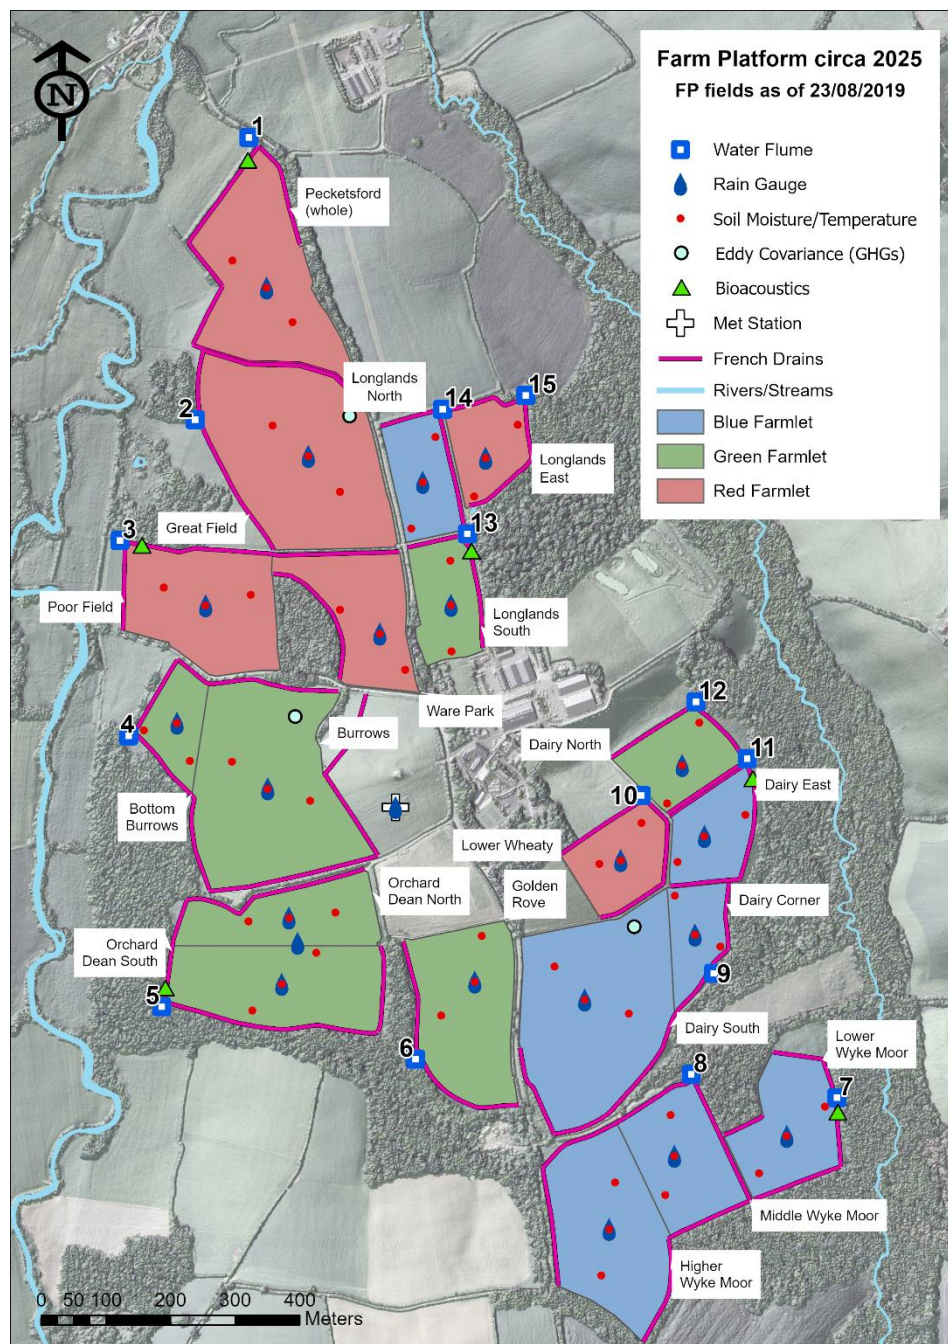 Farm Platform circa 2025
FP fields as of 23/08/2019
Water Flume
Rain Gauge
Soil Moisture/Temperature
Eddy Covariance (GHGs)
Bioacoustics
Met Station
French Drains
Rivers/Streams
Blue Farmlet
Green Farmlet
Red Farmlet
N
1
Pecketsford
(whole)
Longlands
North
14
15
2
Longlands
East
Great Field
13
3
Poor Field
Longlands
South
Ware Park
12
4
Burrows
Dairy North
11
Dairy East
10
Bottom
Burrows
Lower Wheaty
Orchard
Dean North
Golden
Rove
Dairy Corner
Orchard
Dean South
9
5
Dairy South
6
8
Lower
Wyke Moor
7
Middle Wyke Moor
Higher
Wyke Moor
0 50 100 200 300 400
Meters